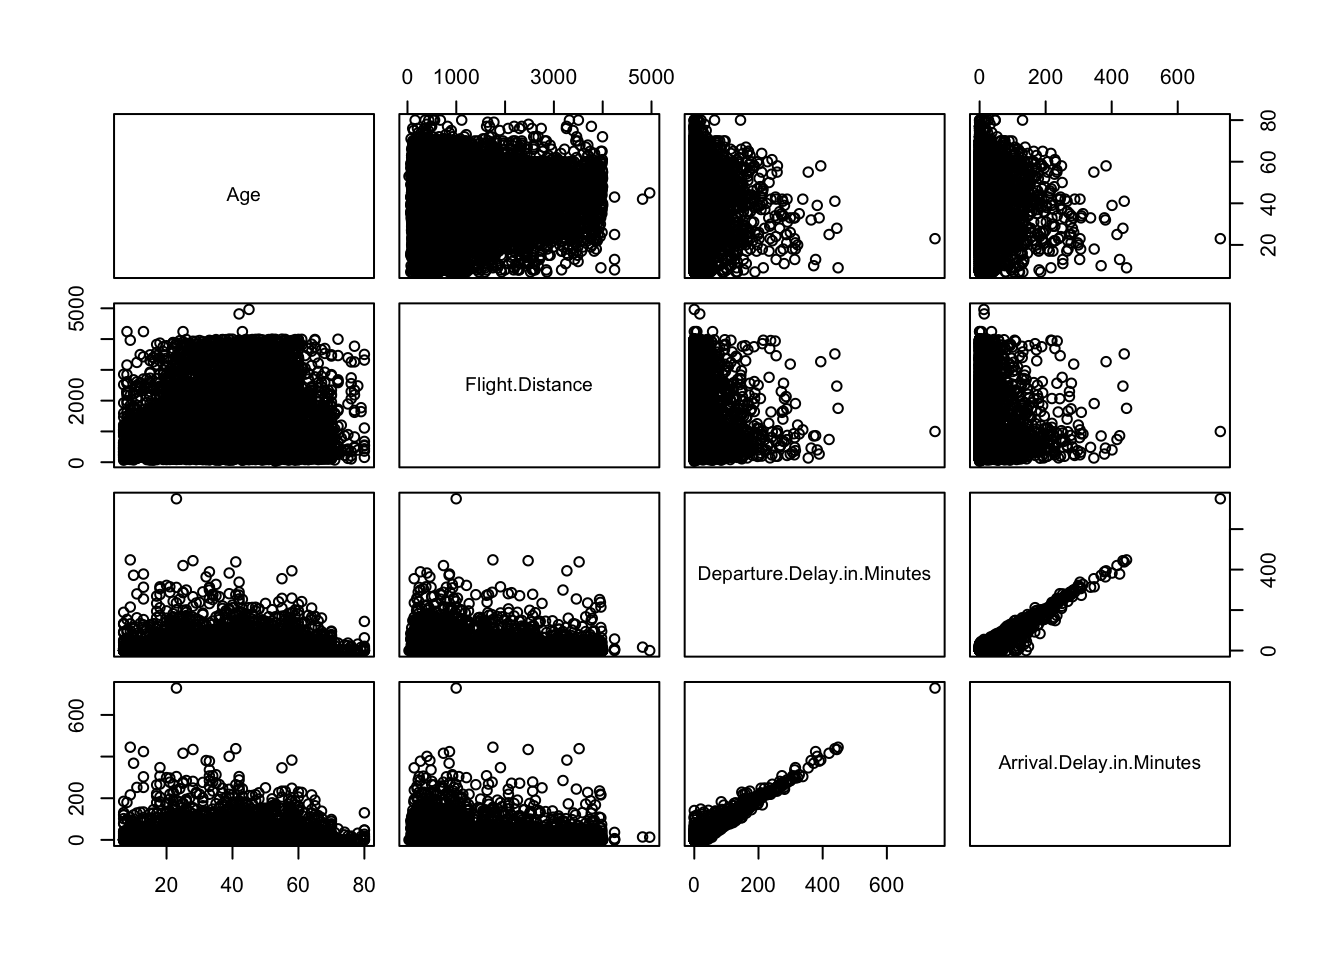 0 1000 3000 5000
0 200 400 600
Age
20 40 60 80
0 2000 5000
Flight.Distance
Departure.Delay.in.Minutes
0 400
0 200 600
Arrival.Delay.in.Minutes
20 40 60 80
0 200 400 600